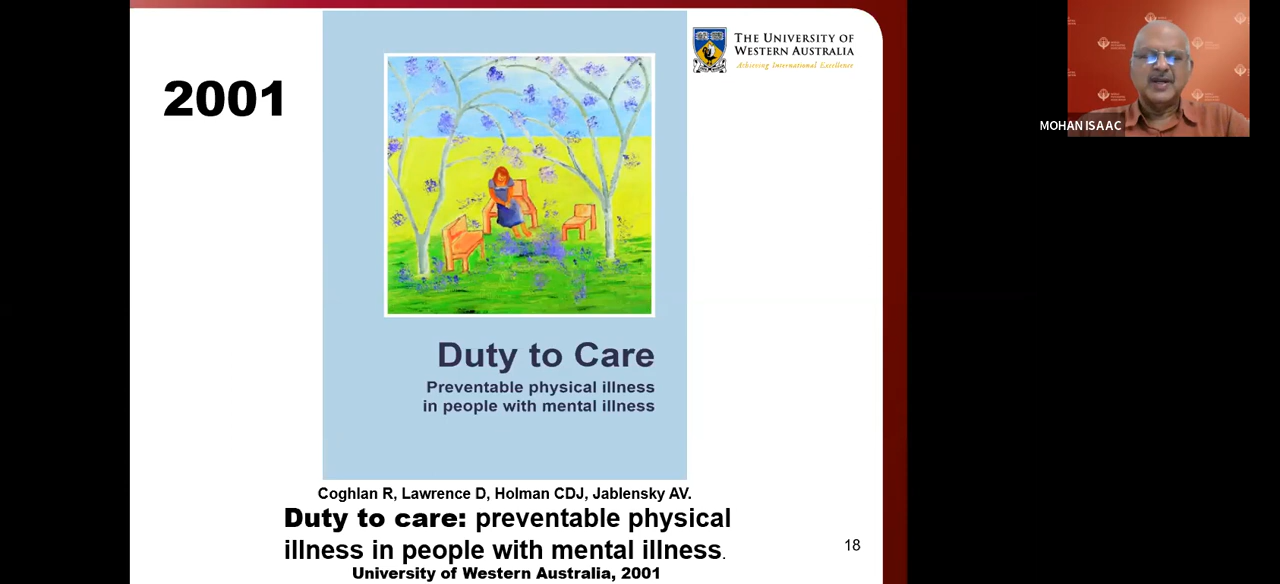 2001
THE UNIVERSITY OF
WESTERN AUSTRALIA
Achieving International Excellence
MOHAN ISAAC
Duty to Care
Preventable physical illness
in people with mental illness
Coghlan R, Lawrence D, Holman CDJ, Jablensky AV.
Duty to care: preventable physical
illness in people with mental illness.
University of Western Australia, 2001
18